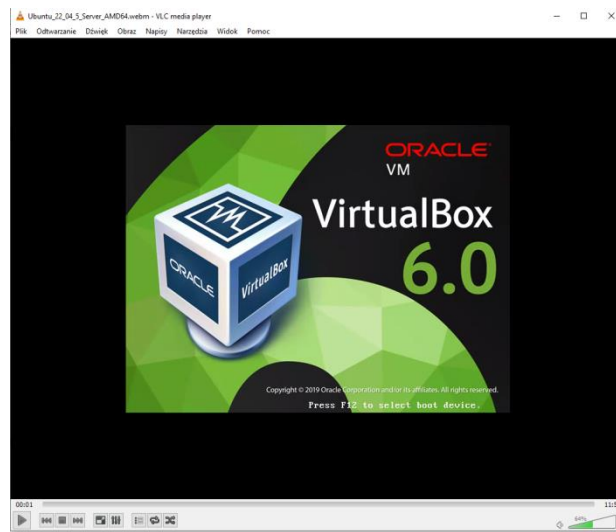 Ubuntu_22_04_5_Server_AMD64.webm - VLC media player
Plik Odtwarzanie Dźwięk Obraz Napisy Narzędzia Widok Pomoc
ORACLE
VM
VirtualBox
6.0
ORACLE
VirtualBox
Copyright © 2019 Oracle Corporation and/or its affiliates. All rights reserved.
Press F12 to select boot device.
00:01
64%